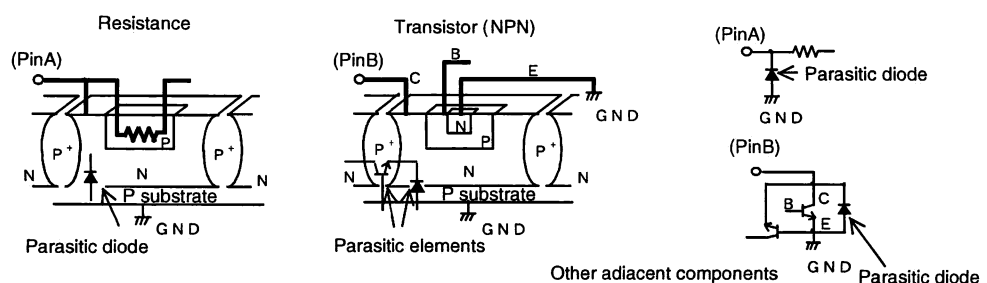 Resistance
(PinA)
P
P+
P+
N
N
N
P substrate
GND
Parasitic diode
Transistor (NPN)
(PinB)
C
B
E
GND
N
P
P+
P+
N
N
N
P substrate
GND
Parasitic elements
(PinA)
Parasitic diode
GND
(PinB)
C
B
E
GND
Parasitic diode
Other adiacent components